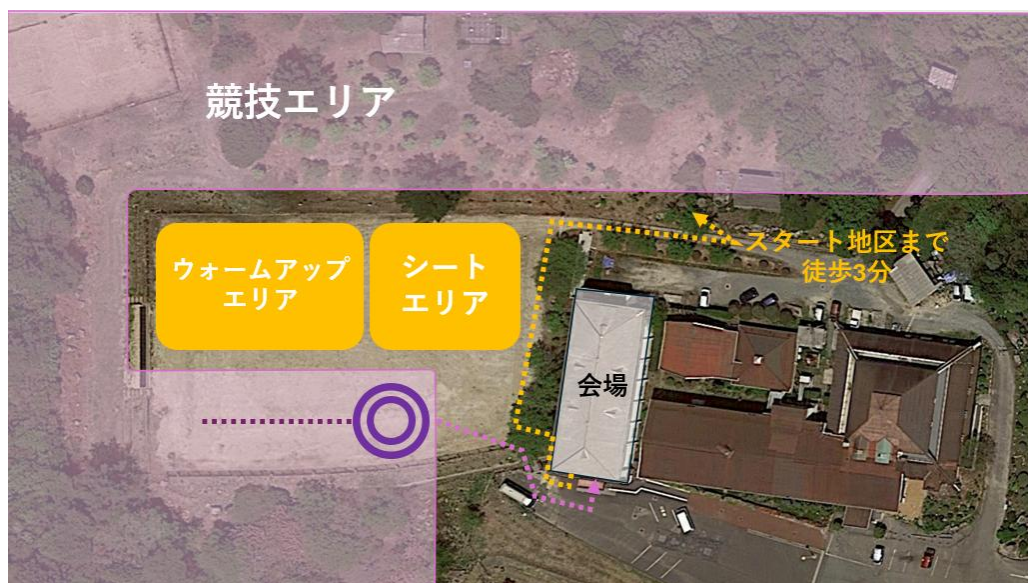 競技エリア
ウォームアップ
エリア
シート
エリア
スタート地区まで
徒歩3分
会場